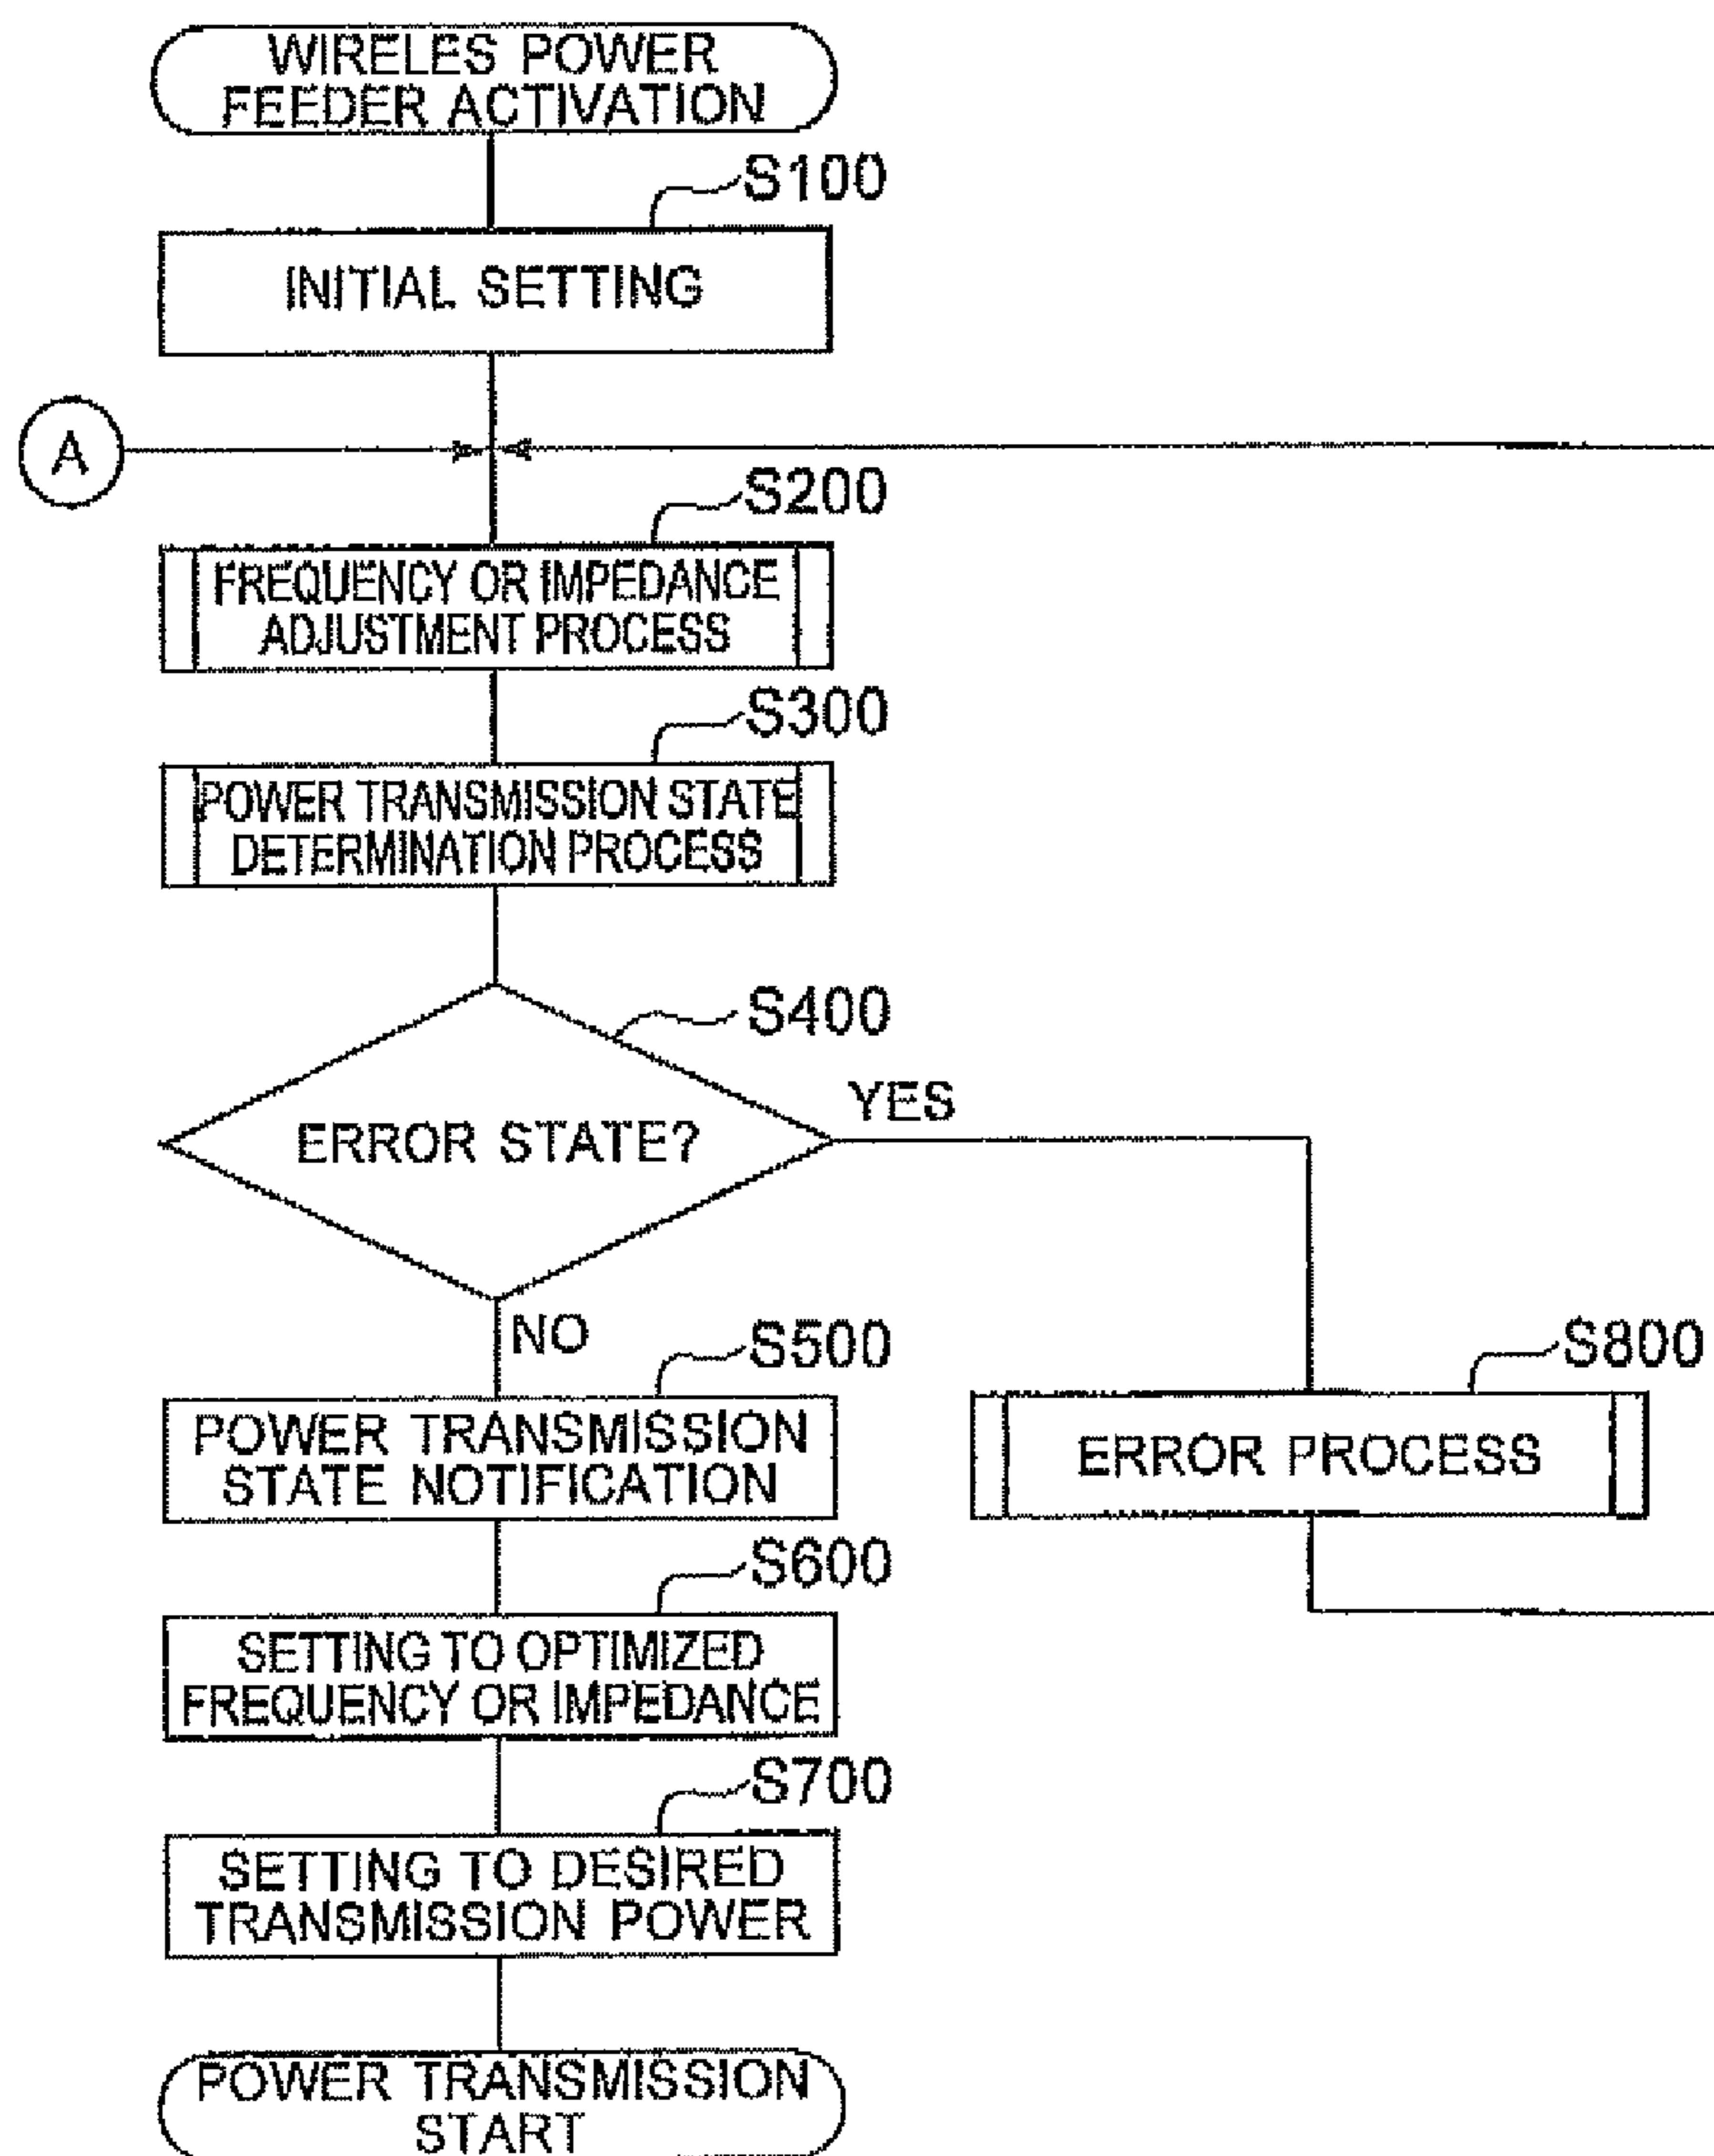 WIRELES POWER
FEEDER ACTIVATION
S100
INITIAL SETTING
A
S200
FREQUENCY OR IMPEDANCE
ADJUSTMENT PROCESS
S300
POWER TRANSMISSION STATE
DETERMINATION PROCESS
S400
ERROR STATE?
YES
NO
S500
POWER TRANSMISSION
STATE NOTIFICATION
S800
ERROR PROCESS
S600
SETTING TO OPTIMIZED
FREQUENCY OR IMPEDANCE
S700
SETTING TO DESIRED
TRANSMISSION POWER
POWER TRANSMISSION
START